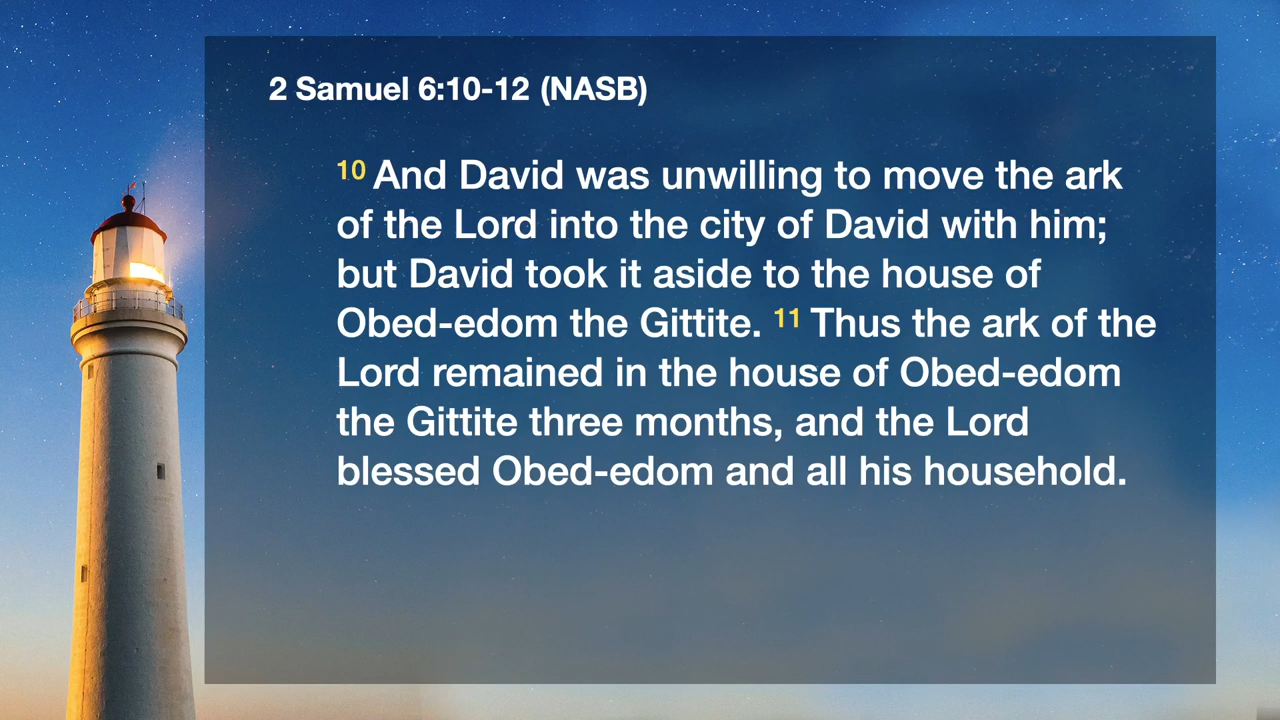 2 Samuel 6:10-12 (NASB)
10 And David was unwilling to move the ark
of the Lord into the city of David with him;
but David took it aside to the house of
Obed-edom the Gittite. 11 Thus the ark of the
Lord remained in the house of Obed-edom
the Gittite three months, and the Lord
blessed Obed-edom and all his household.